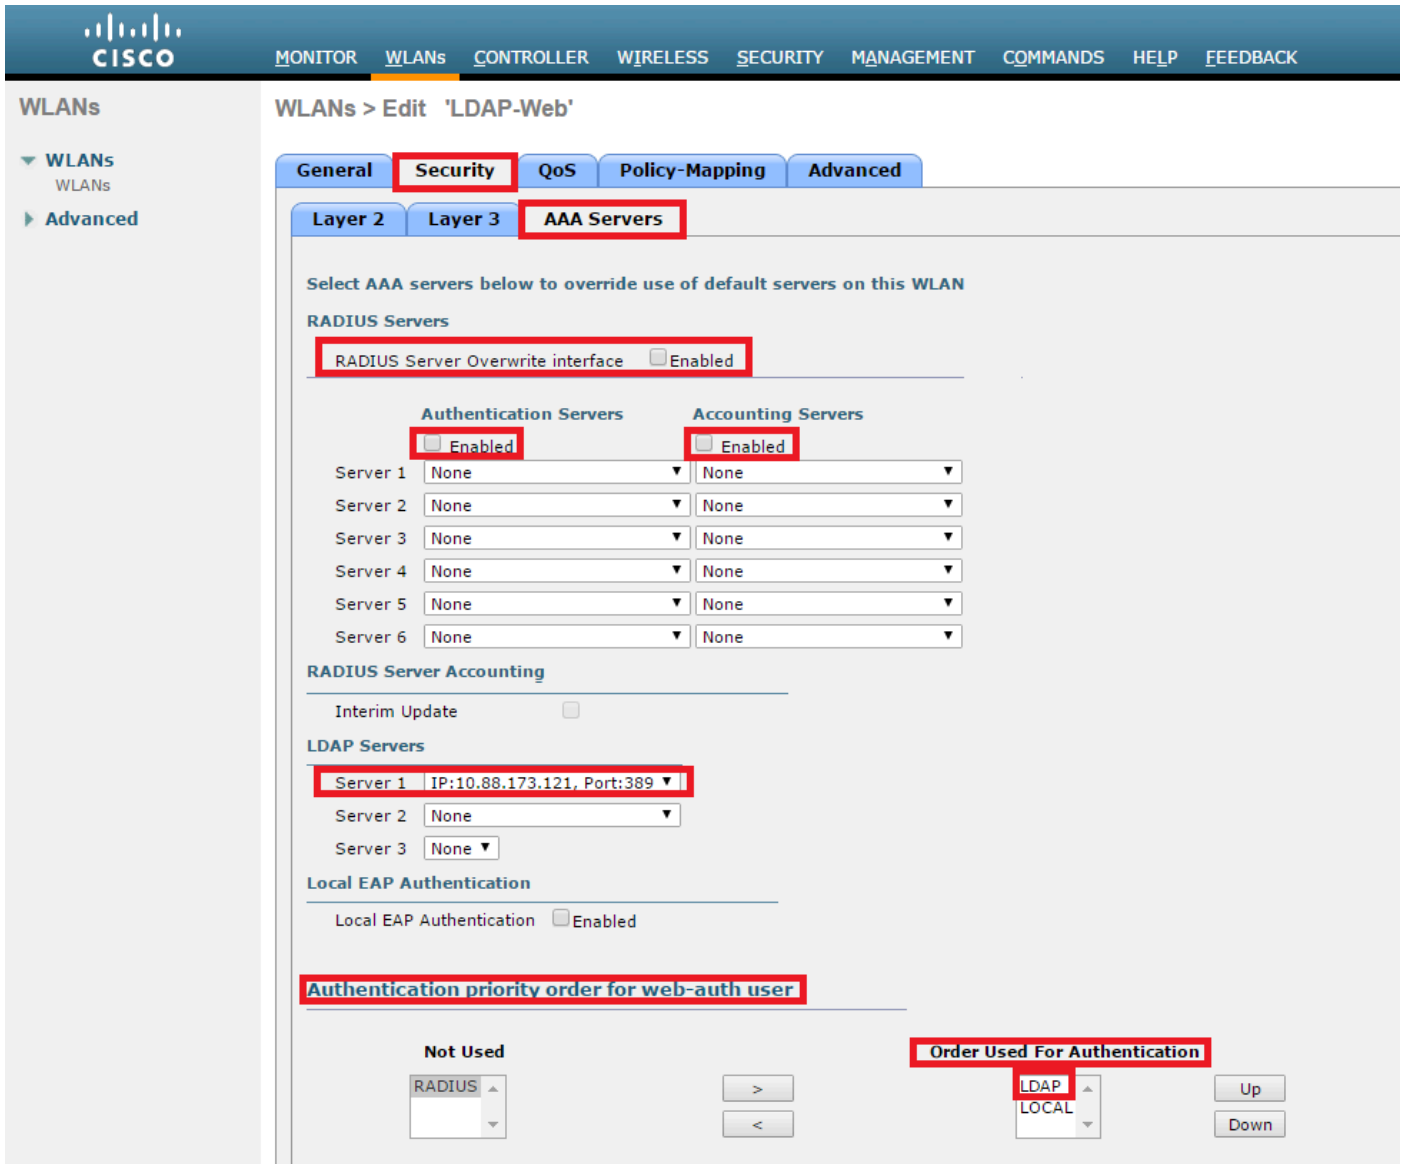 CISCO
MONITOR WLANs CONTROLLER WIRELESS SECURITY MANAGEMENT COMMANDS HELP FEEDBACK
WLANs
WLANs
WLANs
Advanced
WLANs > Edit 'LDAP-Web'
General Security QoS Policy-Mapping Advanced
Layer 2 Layer 3 AAA Servers
Select AAA servers below to override use of default servers on this WLAN
RADIUS Servers
RADIUS Server Overwrite interface Enabled
Authentication Servers Accounting Servers
Enabled Enabled
Server 1 None None
Server 2 None None
Server 3 None None
Server 4 None None
Server 5 None None
Server 6 None None
RADIUS Server Accounting
Interim Update
LDAP Servers
Server 1 IP:10.88.173.121, Port:389
Server 2 None
Server 3 None
Local EAP Authentication
Local EAP Authentication Enabled
Authentication priority order for web-auth user
Not Used Order Used For Authentication
RADIUS > LDAP Up
LOCAL
< Down